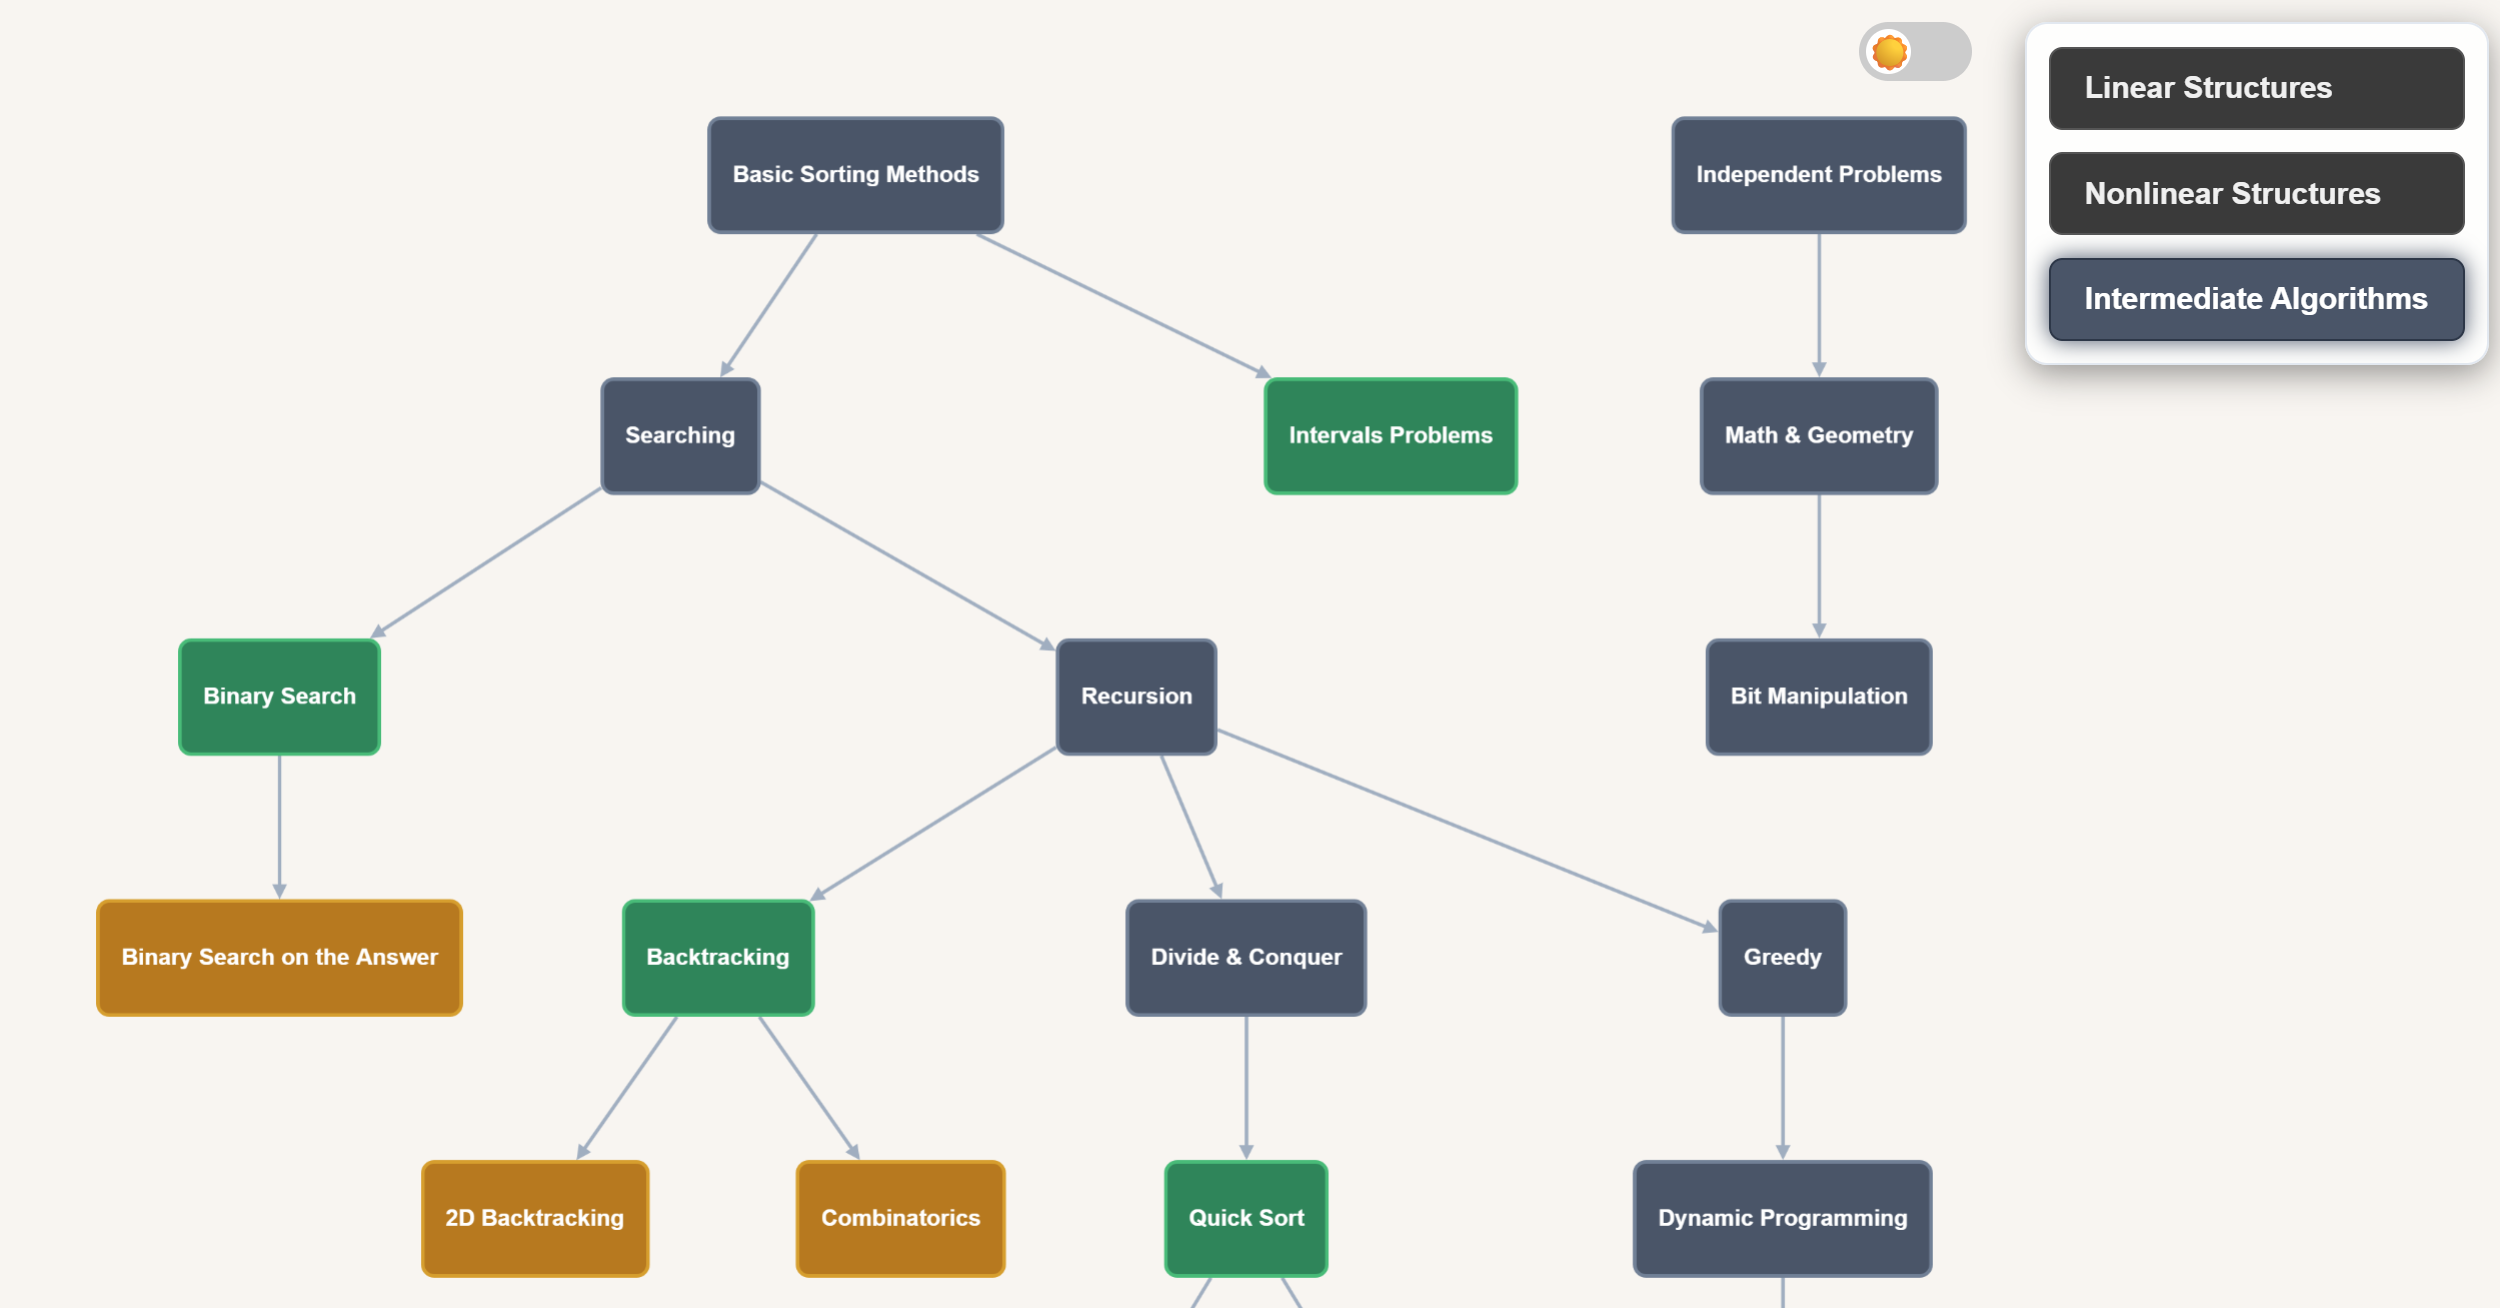 Linear Structures
Nonlinear Structures
Intermediate Algorithms
Basic Sorting Methods
Independent Problems
Searching
Intervals Problems
Math & Geometry
Binary Search
Recursion
Bit Manipulation
Binary Search on the Answer
Backtracking
Divide & Conquer
Greedy
2D Backtracking
Combinatorics
Quick Sort
Dynamic Programming